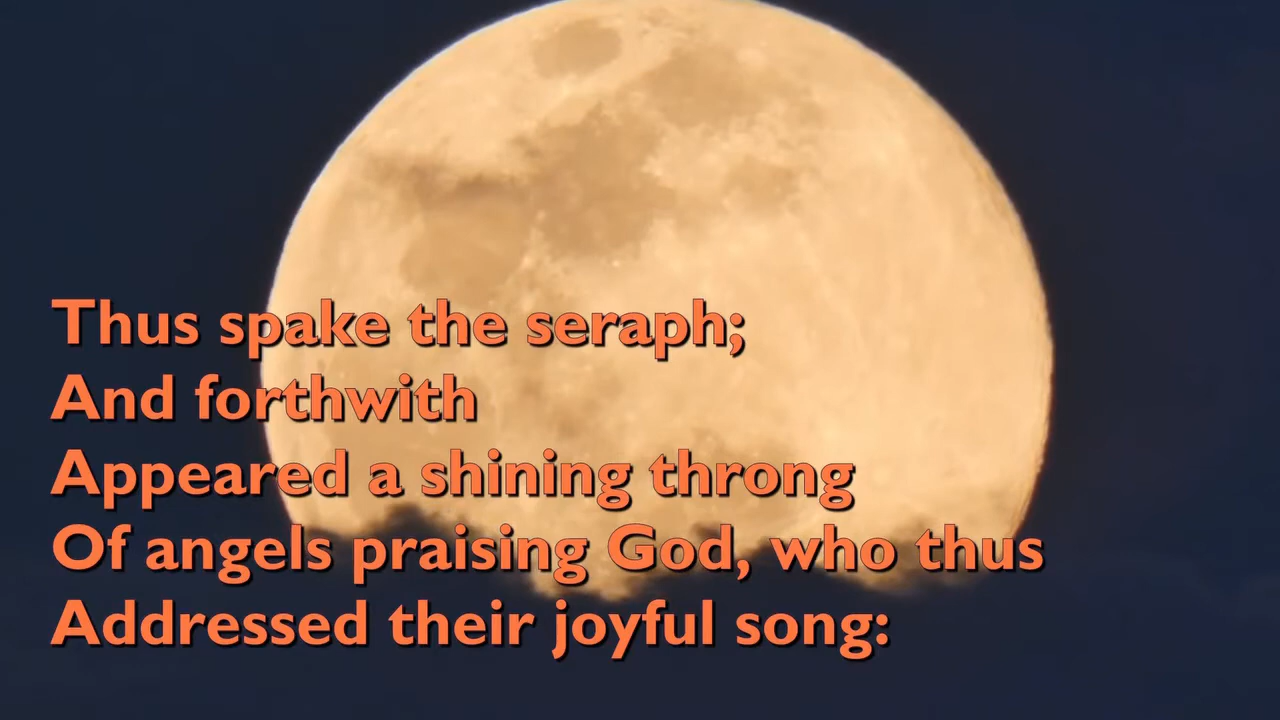 Thus spake the seraph;
And forthwith
Appeared a shining throng
Of angels praising God, who thus
Addressed their joyful song: